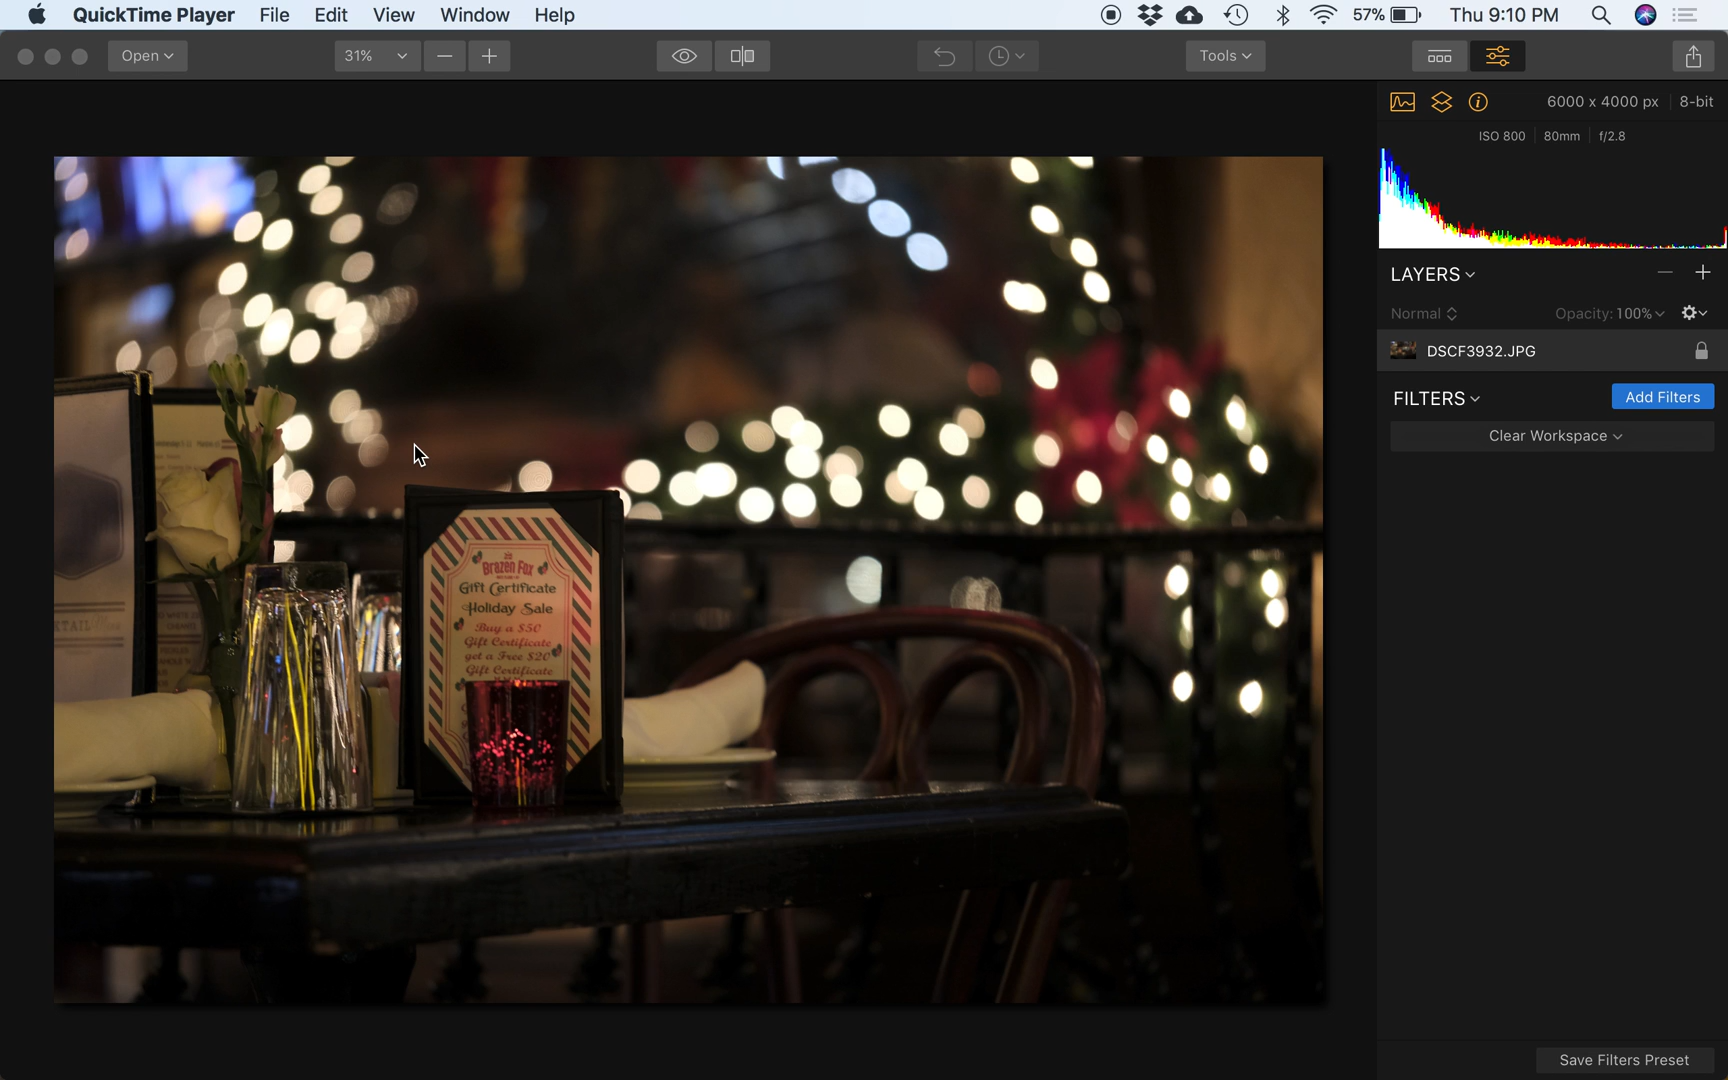 QuickTime Player File Edit View Window Help 57% Thu 9:10 PM
Open 31% Tools
6000 x 4000 px 8-bit
ISO 800 80mm f/2.8
LAYERS
Normal Opacity: 100%
DSCF3932.JPG
FILTERS Add Filters
Clear Workspace
Brazen Fox
Gift Certificate
Holiday Sale
Buy a $50
Gift Certificate
get a Free $20
Gift Certificate
Save Filters Preset